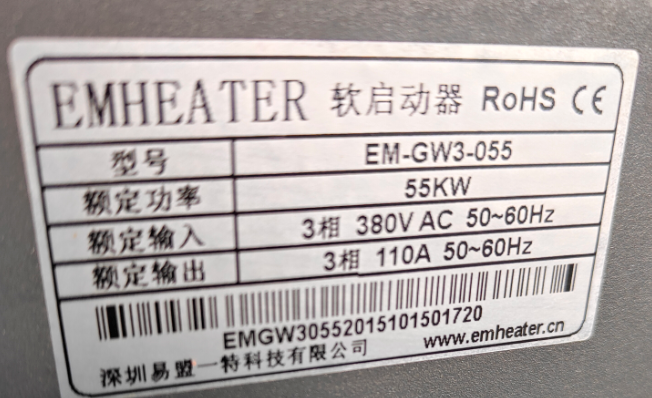 EMHEATER 软启动器 RoHS CE
型号 EM-GW3-055
额定功率 55KW
额定输入 3相 380V AC 50~60Hz
额定输出 3相 110A 50~60Hz
EMGW30552015101501720
深圳易盟一特科技有限公司 www.emheater.cn